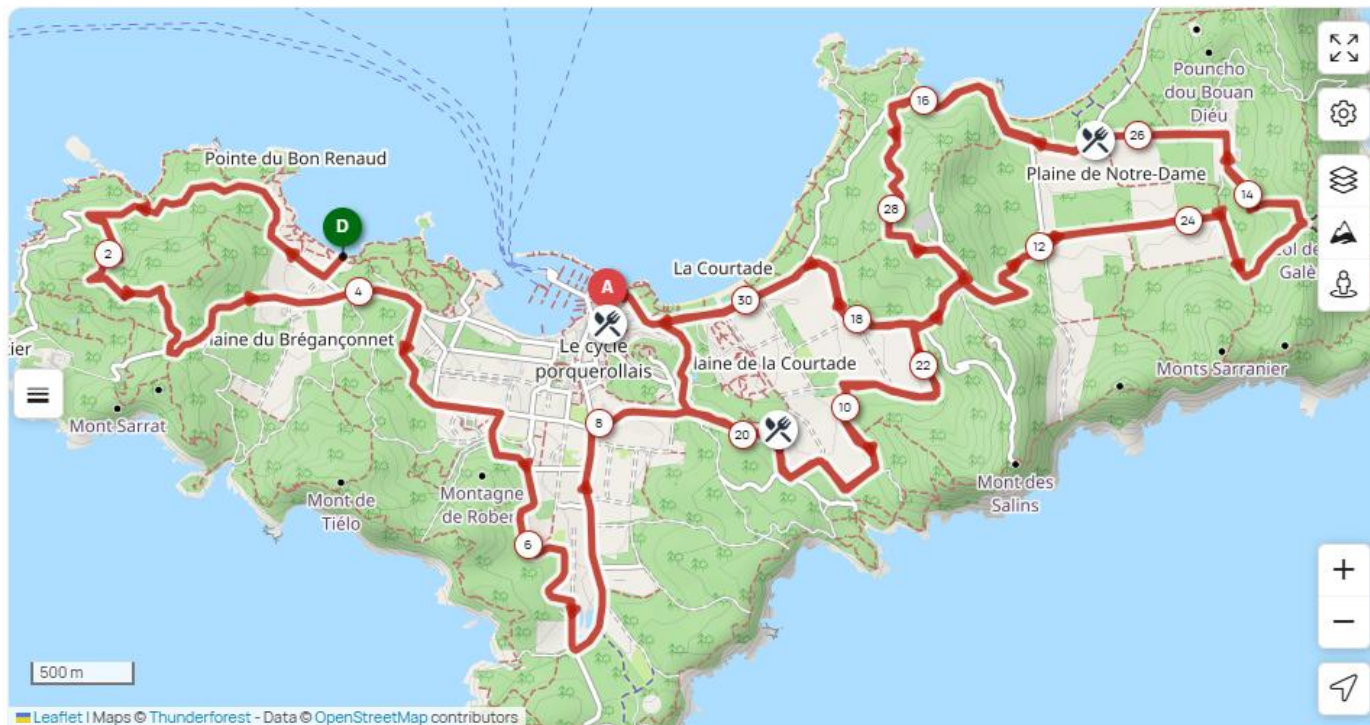 Pouncho
dou Bouan
Diéu
16
26
Pointe du Bon Renaud
Plaine de Notre-Dame
14
D
28
24
2
12
Col de
Galè
La Courtade
A
4
30
18
laine du Brégançonnet
Le cycle
porquerollais
laine de la Courtade
22
tier
Monts Sarranier
10
Mont Sarrat
8
20
Mont de
Tiélo
Montagne
de Rober
Mont des
Salins
6
+
−
500 m
Leaflet | Maps © Thunderforest - Data © OpenStreetMap contributors